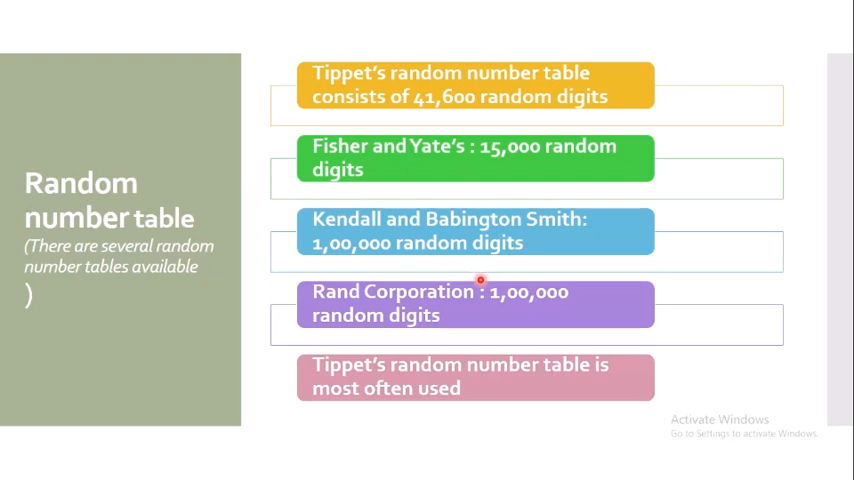 Random
number table
(There are several random
number tables available
)
Tippet's random number table
consists of 41,600 random digits
Fisher and Yate's : 15,000 random
digits
Kendall and Babington Smith:
1,00,000 random digits
Rand Corporation : 1,00,000
random digits
Tippet's random number table is
most often used
Activate Windows
Go to Settings to activate Windows.